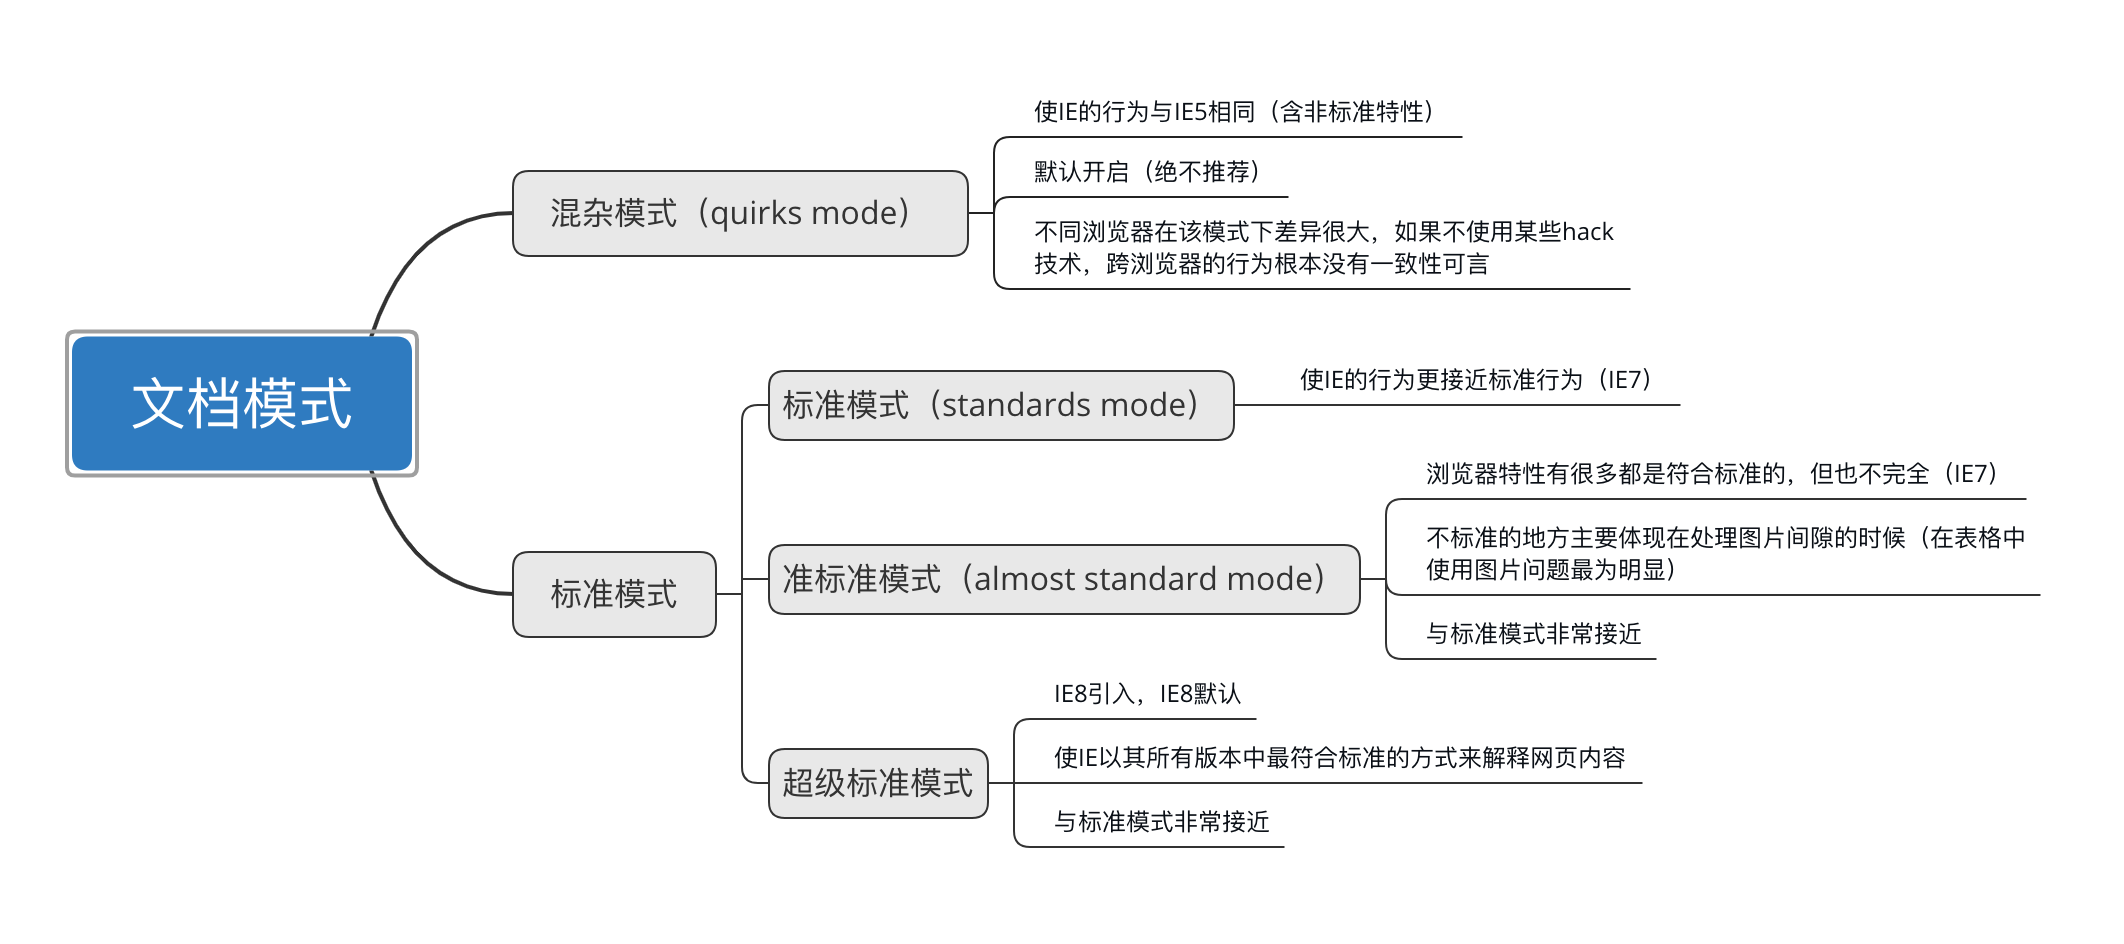 文档模式
混杂模式（quirks mode）
使IE的行为与IE5相同（含非标准特性）
默认开启（绝不推荐）
不同浏览器在该模式下差异很大，如果不使用某些hack
技术，跨浏览器的行为根本没有一致性可言
标准模式
标准模式（standards mode）
使IE的行为更接近标准行为（IE7）
准标准模式（almost standard mode）
浏览器特性有很多都是符合标准的，但也不完全（IE7）
不标准的地方主要体现在处理图片间隙的时候（在表格中
使用图片问题最为明显）
与标准模式非常接近
超级标准模式
IE8引入，IE8默认
使IE以其所有版本中最符合标准的方式来解释网页内容
与标准模式非常接近